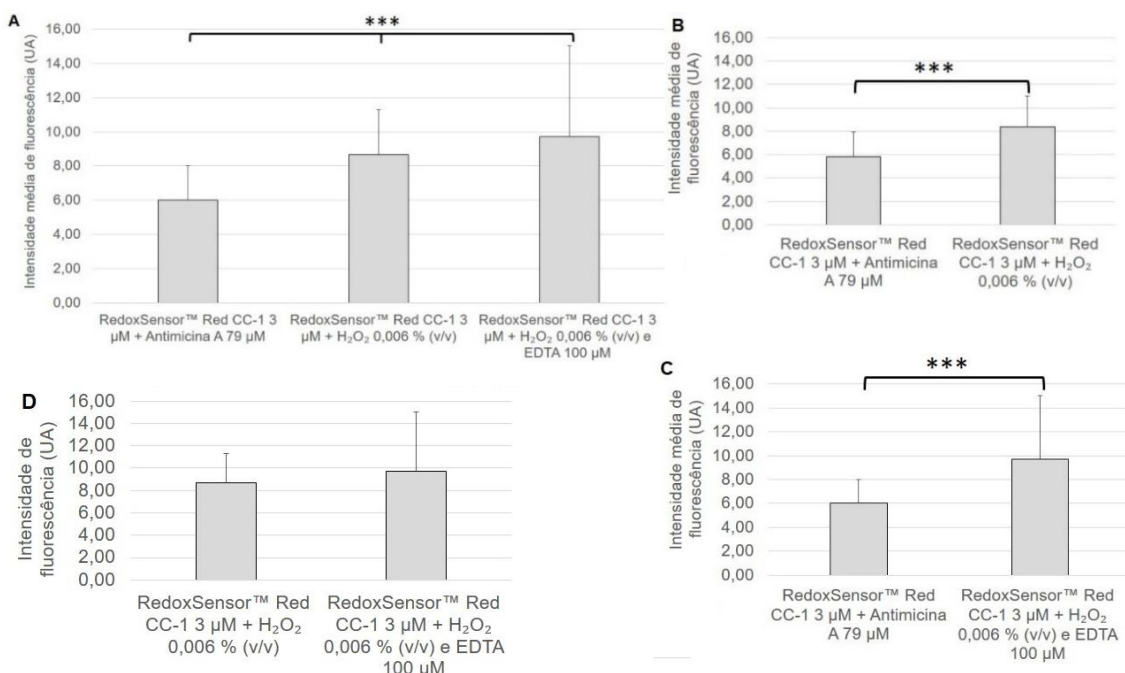 A
***
Intensidade média de fluorescência (UA)
16,00
14,00
12,00
10,00
8,00
6,00
4,00
2,00
0,00
RedoxSensor™ Red CC-1 3
µM + Antimicina A 79 µM
RedoxSensor™ Red CC-1 3
µM + H₂O₂ 0,006 % (v/v)
RedoxSensor™ Red CC-1 3
µM + H₂O₂ 0,006 % (v/v) e
EDTA 100 µM
B
***
Intensidade média de
fluorescência (UA)
16,00
14,00
12,00
10,00
8,00
6,00
4,00
2,00
0,00
RedoxSensor™ Red
CC-1 3 µM + Antimicina
A 79 µM
RedoxSensor™ Red
CC-1 3 µM + H₂O₂
0,006 % (v/v)
D
Intensidade de
fluorescência (UA)
16,00
14,00
12,00
10,00
8,00
6,00
4,00
2,00
0,00
RedoxSensor™ Red
CC-1 3 µM + H₂O₂
0,006 % (v/v)
RedoxSensor™ Red
CC-1 3 µM + H₂O₂
0,006 % (v/v) e EDTA
100 µM
C
***
Intensidade média de
fluorescência (UA)
16,00
14,00
12,00
10,00
8,00
6,00
4,00
2,00
0,00
RedoxSensor™ Red
CC-1 3 µM + Antimicina
A 79 µM
RedoxSensor™ Red
CC-1 3 µM + H₂O₂
0,006 % (v/v) e EDTA
100 µM